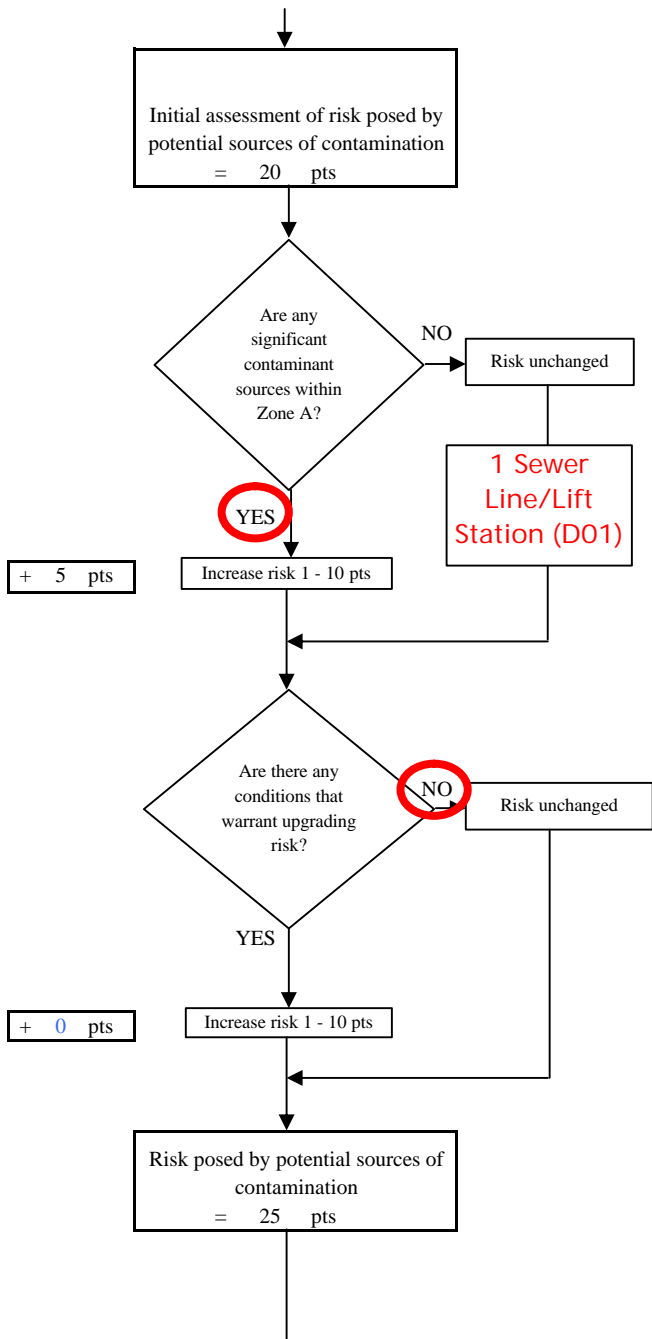 Initial assessment of risk posed by
potential sources of contamination
= 20 pts
Are any
significant
contaminant
sources within
Zone A?
NO
Risk unchanged
1 Sewer
Line/Lift
Station (D01)
YES
+ 5 pts
Increase risk 1 - 10 pts
Are there any
conditions that
warrant upgrading
risk?
NO
Risk unchanged
YES
+ 0 pts
Increase risk 1 - 10 pts
Risk posed by potential sources of
contamination
= 25 pts